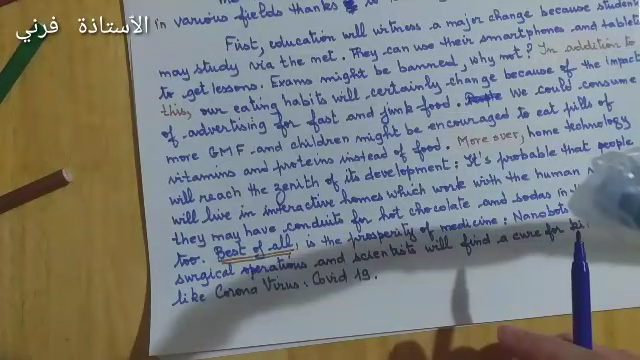 الأستاذة فرني
in various fields thanks to
First, education will witness a major change because student
may study via the net. They can use their smartphones and tablet
to get lessons. Exams might be banned, why not? In addition to
this, our eating habits will certainly change because of the impact
of advertising for fast and junk food. We could consume
more GMF and children might be encouraged to eat pills of
vitamins and proteins instead of food. More over, home technology
will reach the zenith of its development: It's probable that people
will live in interactive homes which work with the human
they may have conduits for hot chocolate and sodas in
too. Best of all, is the prosperity of medicine: Nanobot
surgical operations and scientists will find a cure for
like Corona Virus: Covid 19.